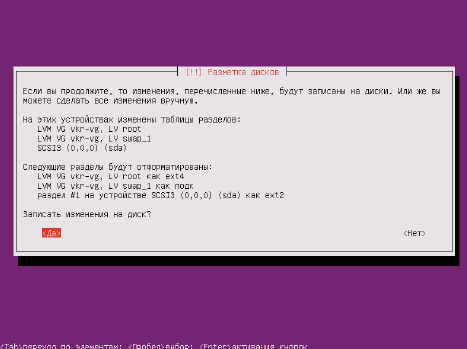 [!!] Разметка дисков
Если вы продолжите, то изменения, перечисленные ниже, будут записаны на диски. Или же вы
можете сделать все изменения вручную.
На этих устройствах изменены таблицы разделов:
LVM VG vkr-vg, LV root
LVM VG vkr-vg, LV swap_1
SCSI3 (0,0,0) (sda)
Следующие разделы будут отформатированы:
LVM VG vkr-vg, LV root как ext4
LVM VG vkr-vg, LV swap_1 как подк
раздел #1 на устройстве SCSI3 (0,0,0) (sda) как ext2
Записать изменения на диск?
<Да> <Нет>
<Tab>переход по элементам; <Пробел>выбор; <Enter>активация кнопок